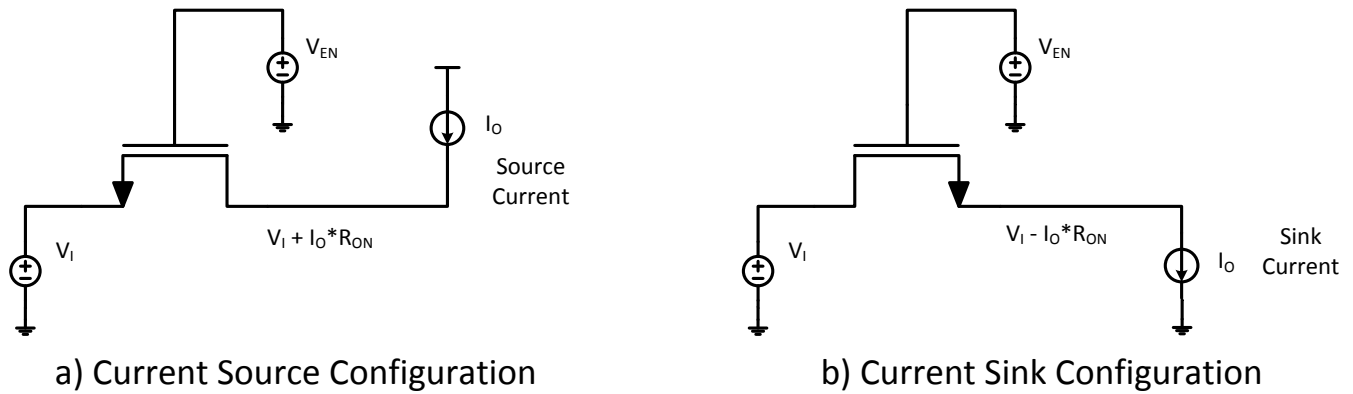 V_EN
I_O
Source
Current
V_I
V_I + I_O*R_ON
a) Current Source Configuration
V_EN
V_I
V_I - I_O*R_ON
I_O
Sink
Current
b) Current Sink Configuration